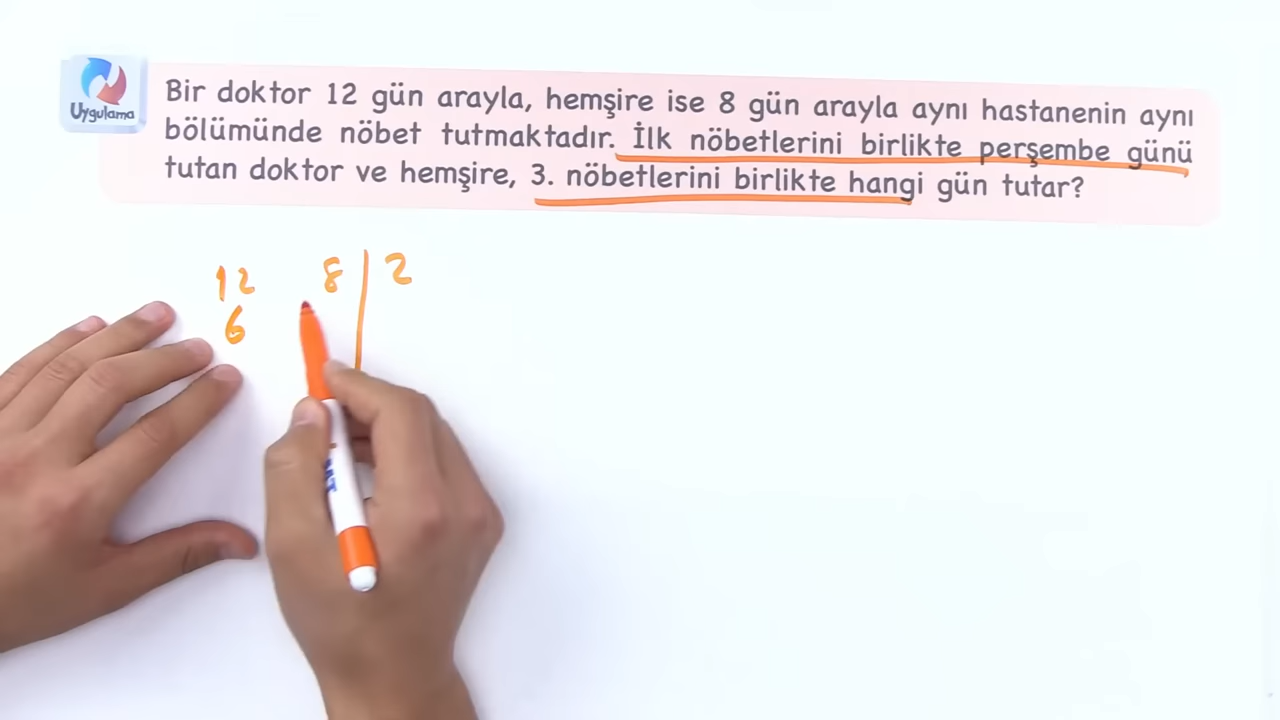 Uygulama
Bir doktor 12 gün arayla, hemşire ise 8 gün arayla aynı hastanenin aynı
bölümünde nöbet tutmaktadır. İlk nöbetlerini birlikte perşembe günü
tutan doktor ve hemşire, 3. nöbetlerini birlikte hangi gün tutar?
12 8 2
6